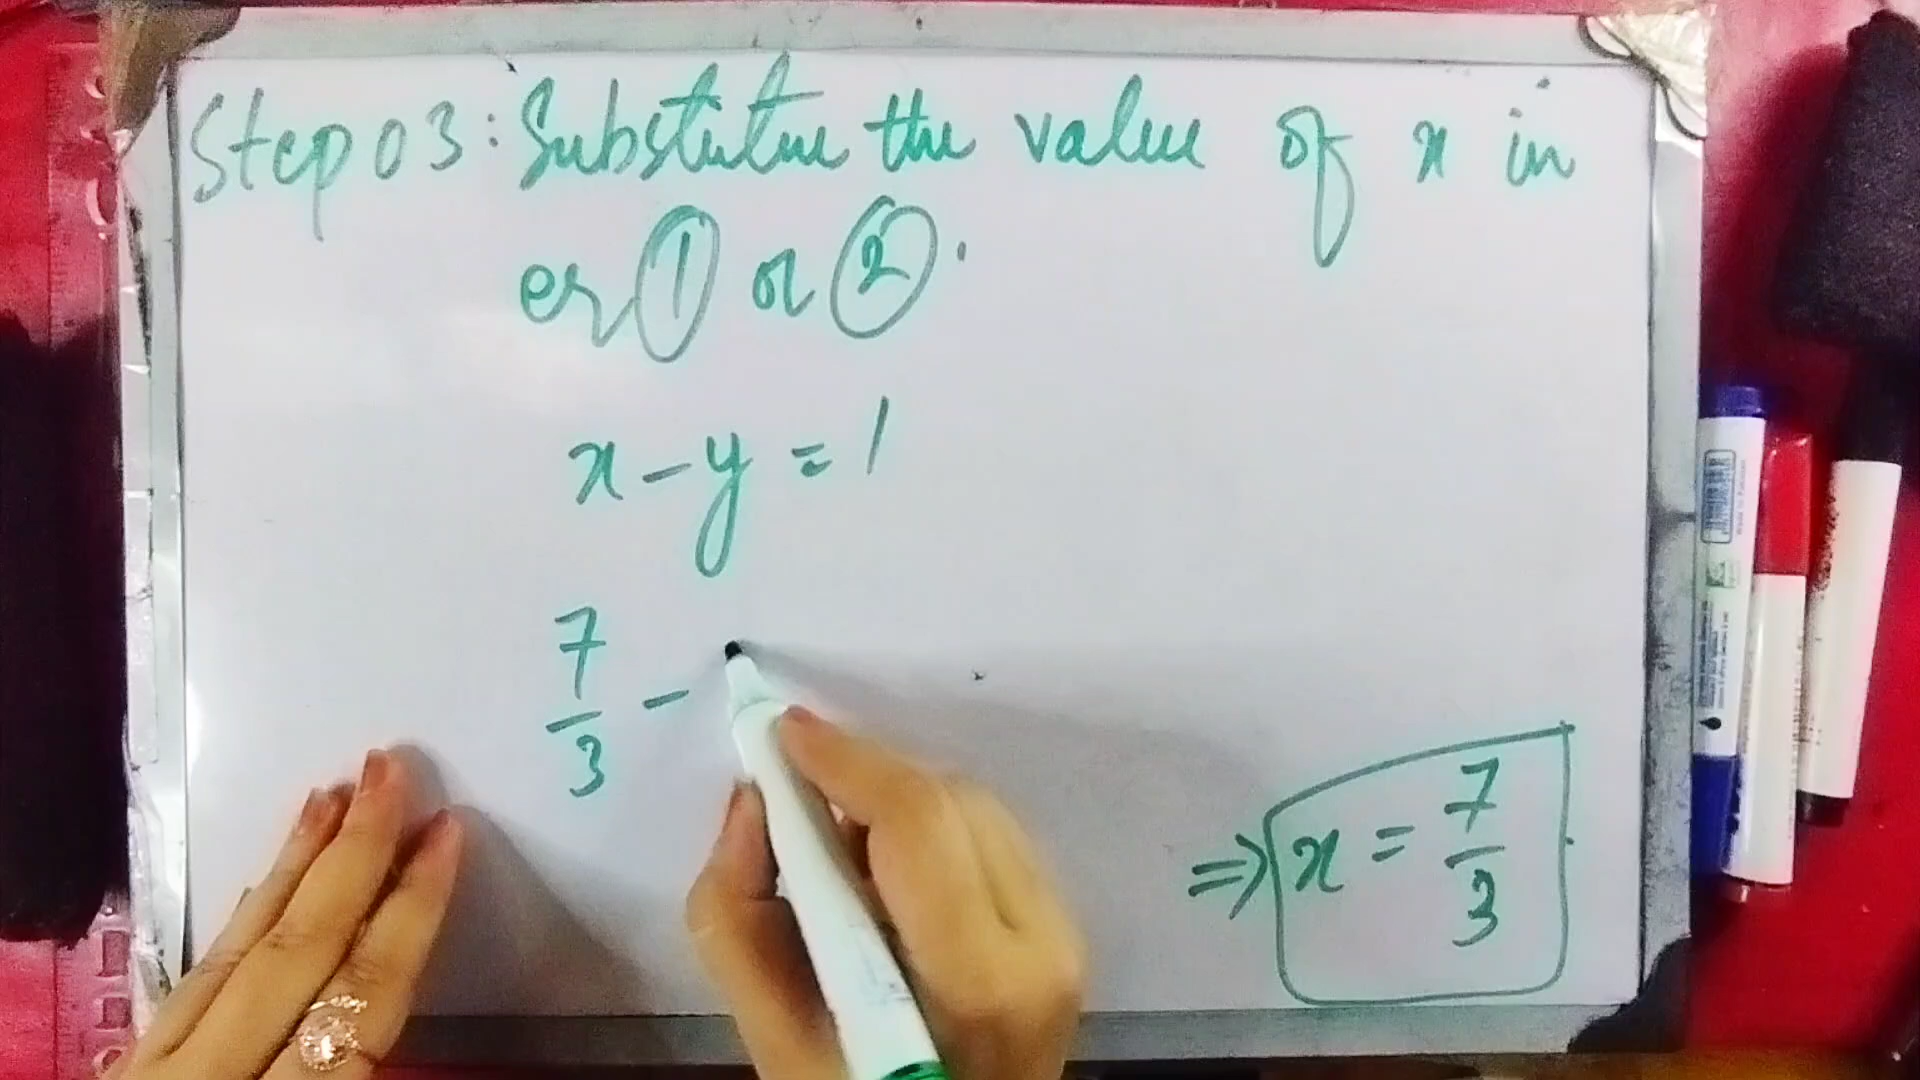 Step 03: Substitute the value of x in
eq ① or ②.
x - y = 1
7/3 -
=> x = 7/3